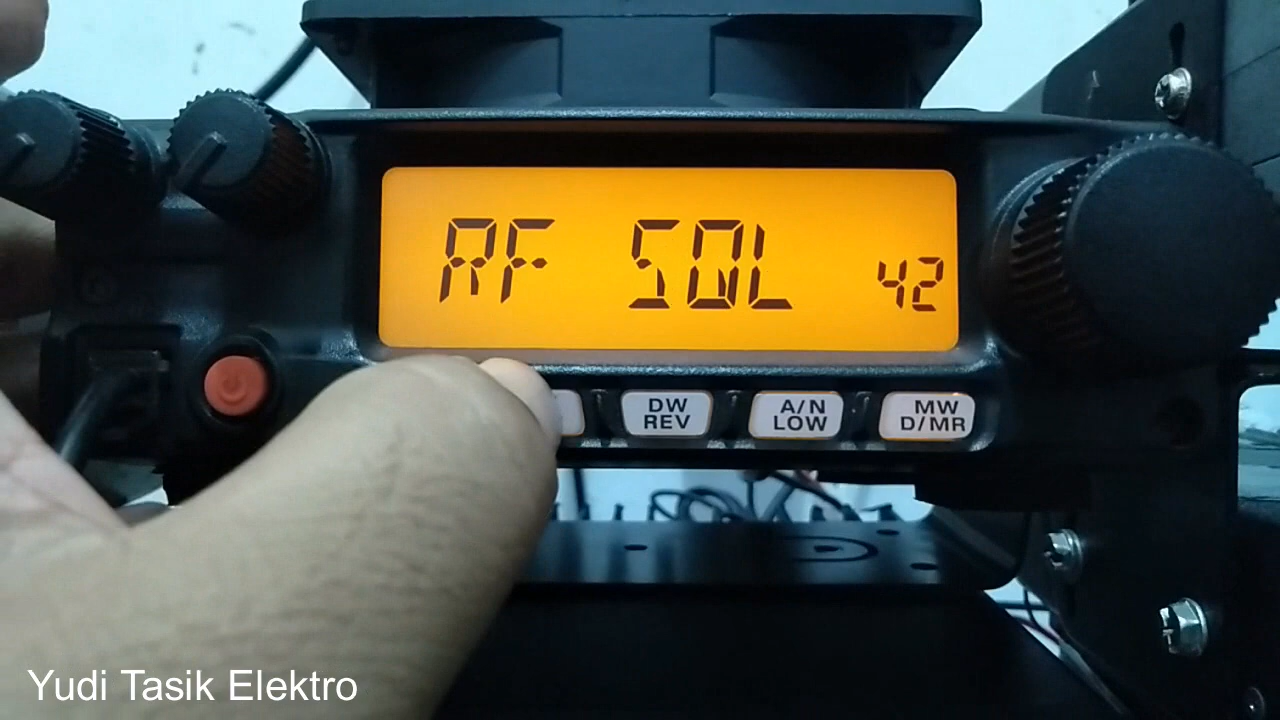 RF SQL 42
DW
REV
A/N
LOW
MW
D/MR
Yudi Tasik Elektro